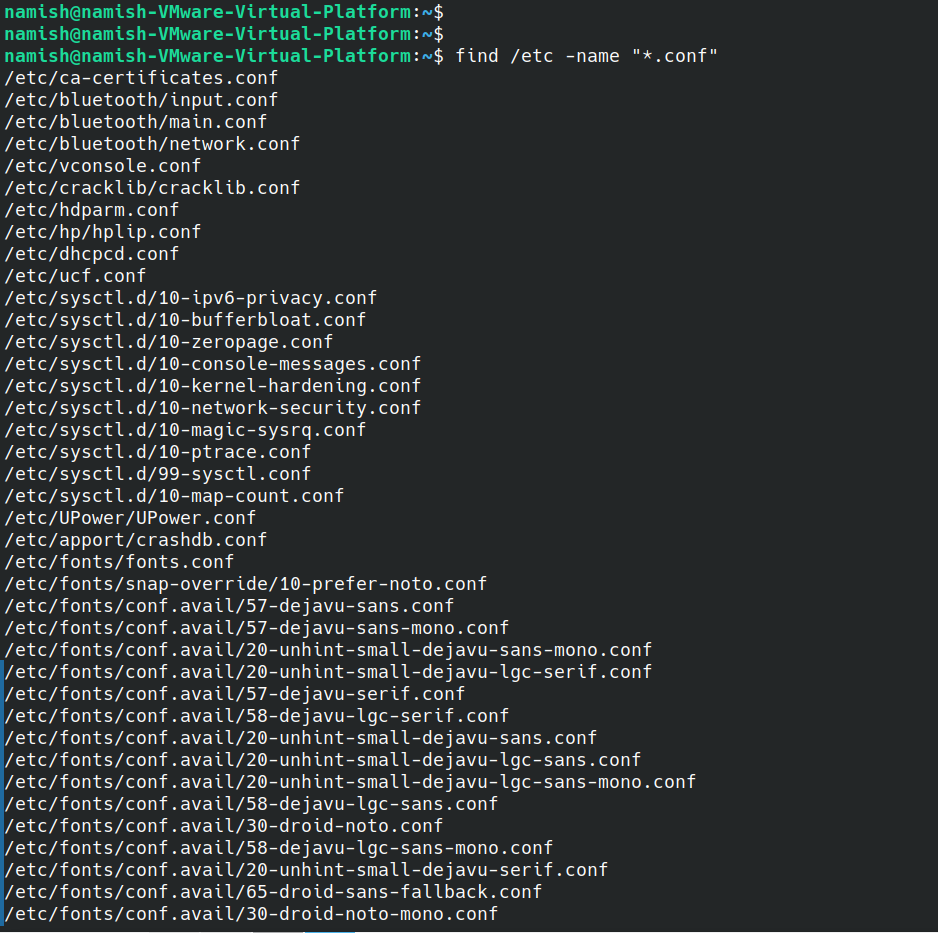 namish@namish-VMware-Virtual-Platform:~$
namish@namish-VMware-Virtual-Platform:~$
namish@namish-VMware-Virtual-Platform:~$ find /etc -name "*.conf"
/etc/ca-certificates.conf
/etc/bluetooth/input.conf
/etc/bluetooth/main.conf
/etc/bluetooth/network.conf
/etc/vconsole.conf
/etc/cracklib/cracklib.conf
/etc/hdparm.conf
/etc/hp/hplip.conf
/etc/dhcpcd.conf
/etc/ucf.conf
/etc/sysctl.d/10-ipv6-privacy.conf
/etc/sysctl.d/10-bufferbloat.conf
/etc/sysctl.d/10-zeropage.conf
/etc/sysctl.d/10-console-messages.conf
/etc/sysctl.d/10-kernel-hardening.conf
/etc/sysctl.d/10-network-security.conf
/etc/sysctl.d/10-magic-sysrq.conf
/etc/sysctl.d/10-ptrace.conf
/etc/sysctl.d/99-sysctl.conf
/etc/sysctl.d/10-map-count.conf
/etc/UPower/UPower.conf
/etc/apport/crashdb.conf
/etc/fonts/fonts.conf
/etc/fonts/snap-override/10-prefer-noto.conf
/etc/fonts/conf.avail/57-dejavu-sans.conf
/etc/fonts/conf.avail/57-dejavu-sans-mono.conf
/etc/fonts/conf.avail/20-unhint-small-dejavu-sans-mono.conf
/etc/fonts/conf.avail/20-unhint-small-dejavu-lgc-serif.conf
/etc/fonts/conf.avail/57-dejavu-serif.conf
/etc/fonts/conf.avail/58-dejavu-lgc-serif.conf
/etc/fonts/conf.avail/20-unhint-small-dejavu-sans.conf
/etc/fonts/conf.avail/20-unhint-small-dejavu-lgc-sans.conf
/etc/fonts/conf.avail/20-unhint-small-dejavu-lgc-sans-mono.conf
/etc/fonts/conf.avail/58-dejavu-lgc-sans.conf
/etc/fonts/conf.avail/30-droid-noto.conf
/etc/fonts/conf.avail/58-dejavu-lgc-sans-mono.conf
/etc/fonts/conf.avail/20-unhint-small-dejavu-serif.conf
/etc/fonts/conf.avail/65-droid-sans-fallback.conf
/etc/fonts/conf.avail/30-droid-noto-mono.conf